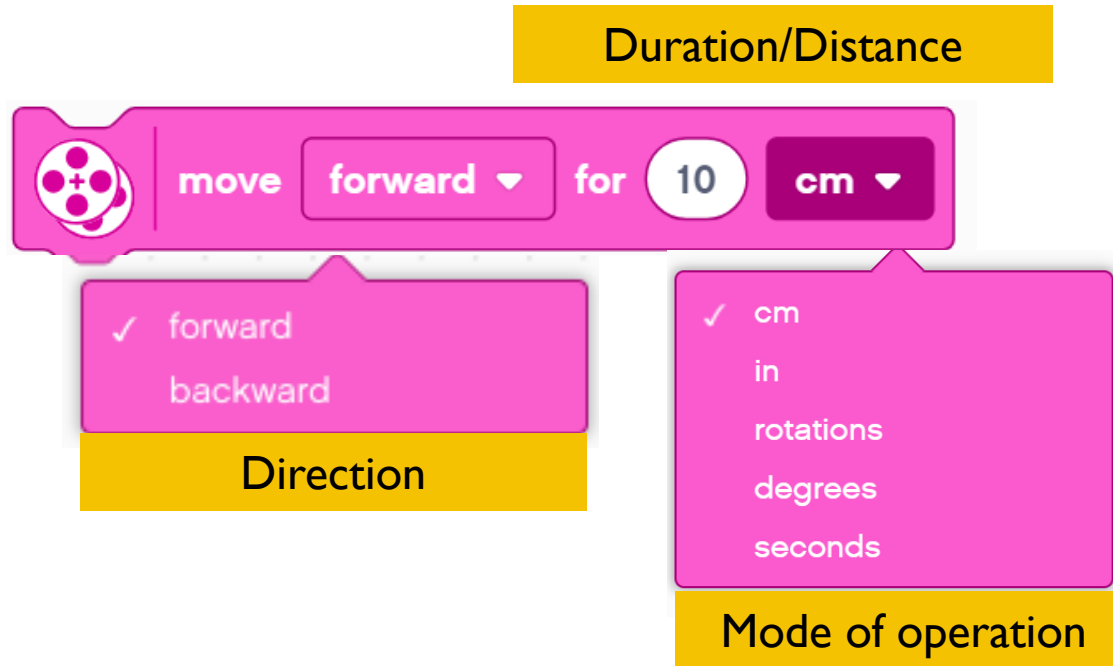 Duration/Distance
move forward for 10 cm
forward
backward
Direction
cm
in
rotations
degrees
seconds
Mode of operation